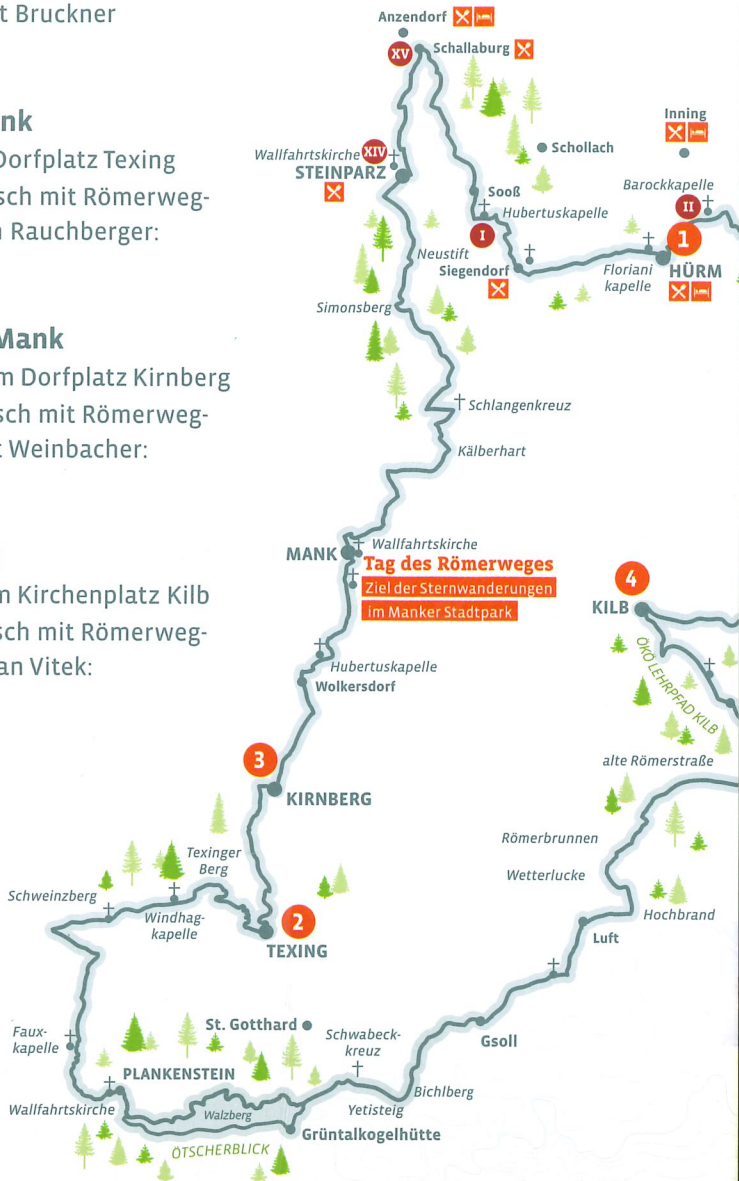 t Bruckner
nk
Dorfplatz Texing
sch mit Römerweg-
n Rauchberger:
Mank
m Dorfplatz Kirnberg
sch mit Römerweg-
t Weinbacher:
m Kirchenplatz Kilb
sch mit Römerweg-
an Vitek:
Anzendorf
XV
Schallaburg
Inning
Schollach
Wallfahrtskirche
XIV
STEINPARZ
Sooß
Barockkapelle
II
Hubertuskapelle
I
1
Neustift
Siegendorf
Floriani
kapelle
HÜRM
Simonsberg
Schlangenkreuz
Kälberhart
MANK
Wallfahrtskirche
Tag des Römerweges
Ziel der Sternwanderungen
im Manker Stadtpark
4
KILB
ÖKO LEHRPFAD KILB
Hubertuskapelle
Wolkersdorf
3
KIRNBERG
alte Römerstraße
Römerbrunnen
Wetterlucke
Hochbrand
Luft
Texinger
Berg
Schweinzberg
Windhag-
kapelle
2
TEXING
Faux-
kapelle
St. Gotthard
Schwabeck-
kreuz
Gsoll
PLANKENSTEIN
Bichlberg
Wallfahrtskirche
Walzberg
Yetisteig
Grüntalkogelhütte
ÖTSCHERBLICK